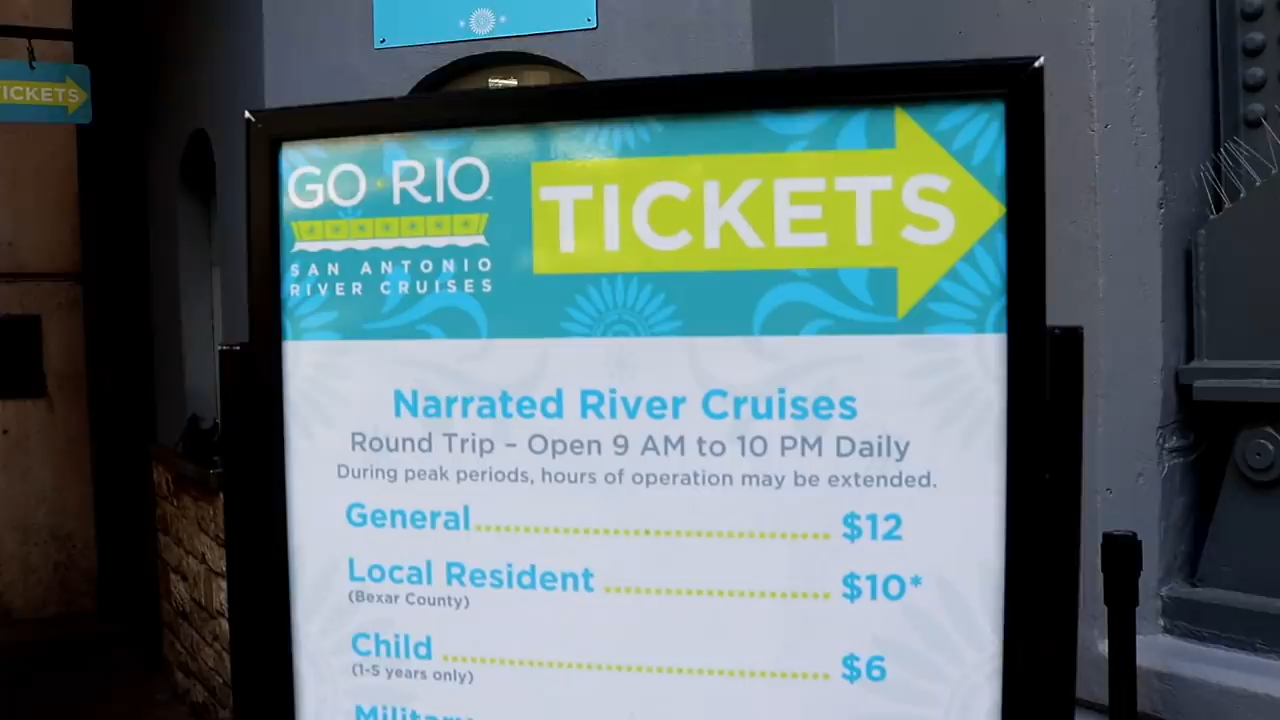 TICKETS
GO RIO
SAN ANTONIO
RIVER CRUISES
TICKETS
Narrated River Cruises
Round Trip – Open 9 AM to 10 PM Daily
During peak periods, hours of operation may be extended.
General $12
Local Resident $10*
(Bexar County)
Child $6
(1-5 years only)
Military